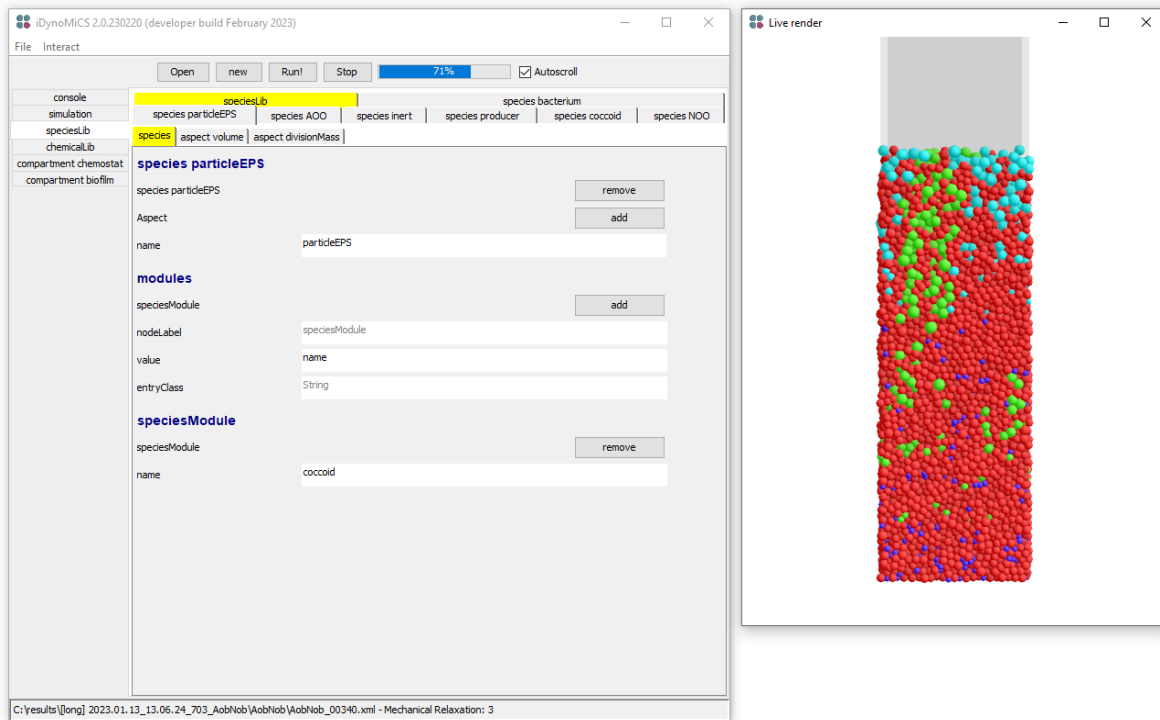 iDynoMiCS 2.0.230220 (developer build February 2023)
File Interact
Open new Run! Stop 71% Autoscroll
console
simulation
speciesLib
chemicalLib
compartment chemostat
compartment biofilm
speciesLib species bacterium
species particleEPS species AOO species inert species producer species coccoid species NOO
species aspect volume aspect divisionMass
species particleEPS
species particleEPS remove
Aspect add
name particleEPS
modules
speciesModule add
nodeLabel speciesModule
value name
entryClass String
speciesModule
speciesModule remove
name coccoid
C:\results\[long] 2023.01.13_13.06.24_703_AobNob\AobNob\AobNob_00340.xml - Mechanical Relaxation: 3
Live render